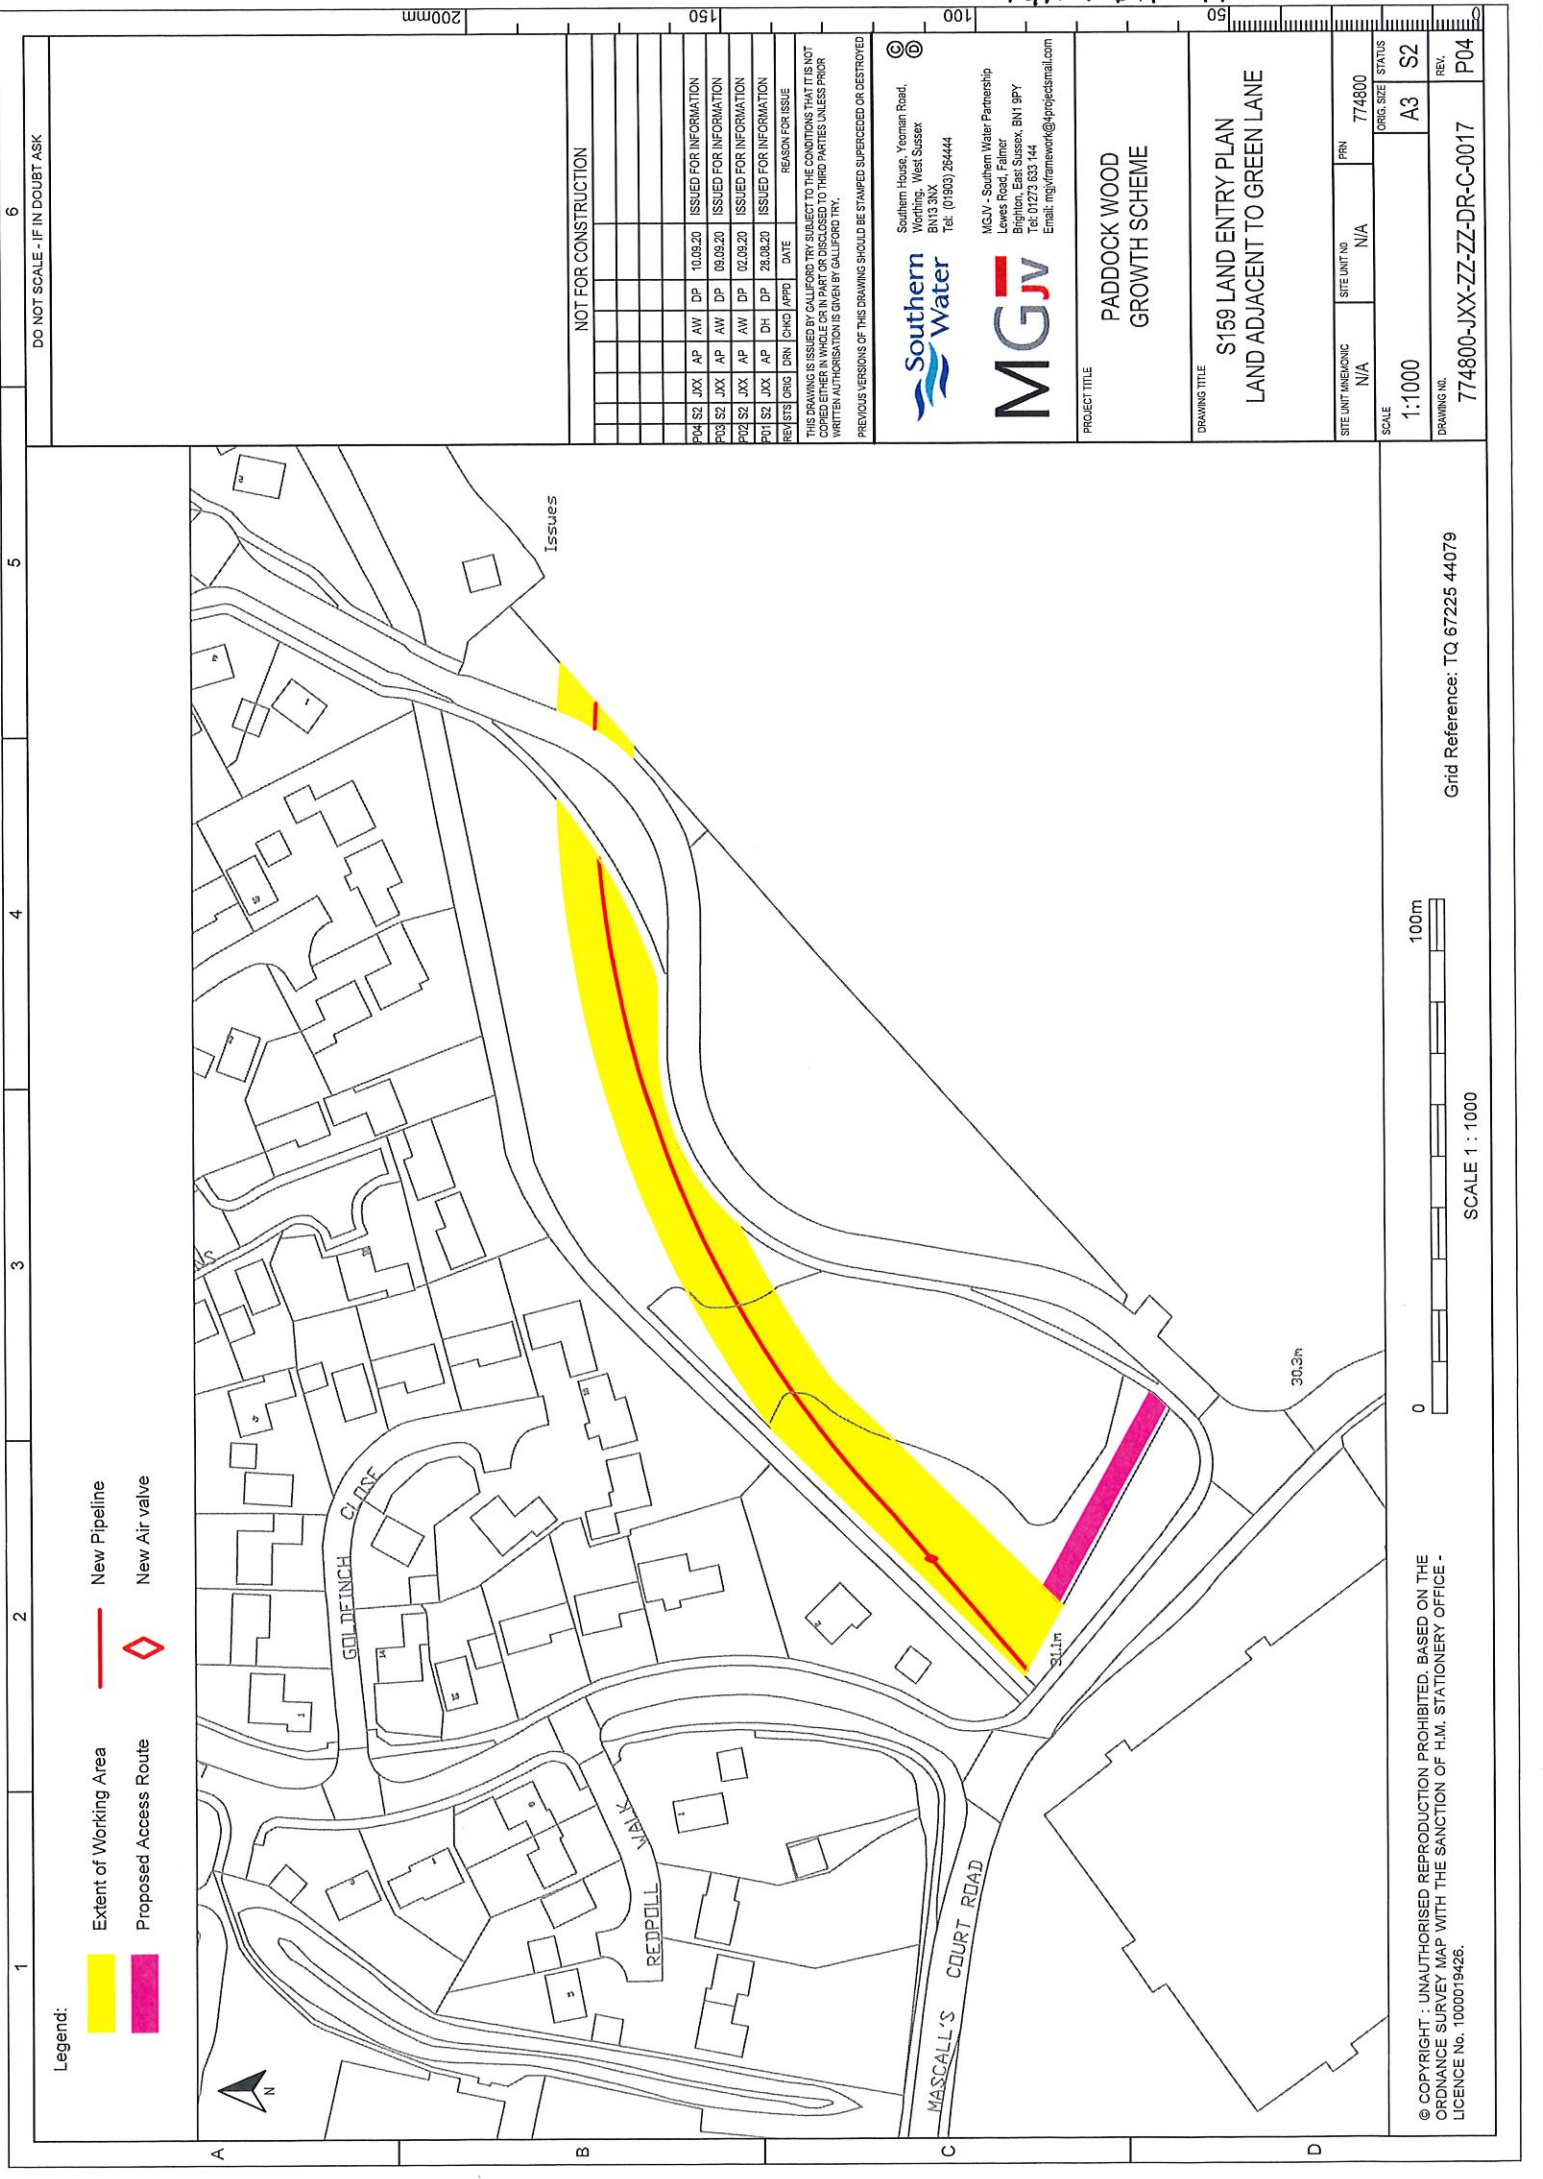 1
2
3
4
5
6
A
B
C
D
Legend:
Extent of Working Area
New Pipeline
Proposed Access Route
New Air valve
N
GOLDFINCH CLOSE
REDPOLL WALK
MASCALL'S COURT ROAD
Issues
31.1m
30.3m
© COPYRIGHT : UNAUTHORISED REPRODUCTION PROHIBITED. BASED ON THE
ORDNANCE SURVEY MAP WITH THE SANCTION OF H.M. STATIONERY OFFICE -
LICENCE No. 1000019426.
0
100m
SCALE 1 : 1000
Grid Reference: TQ 67225 44079
DO NOT SCALE - IF IN DOUBT ASK
NOT FOR CONSTRUCTION
P04 S2 JXX AP AW DP 10.09.20 ISSUED FOR INFORMATION
P03 S2 JXX AP AW DP 09.09.20 ISSUED FOR INFORMATION
P02 S2 JXX AP AW DP 02.09.20 ISSUED FOR INFORMATION
P01 S2 JXX AP DH DP 28.08.20 ISSUED FOR INFORMATION
REV STS ORIG DRN CHKD APPD DATE REASON FOR ISSUE
THIS DRAWING IS ISSUED BY GALLIFORD TRY SUBJECT TO THE CONDITIONS THAT IT IS NOT
COPIED EITHER IN WHOLE OR IN PART OR DISCLOSED TO THIRD PARTIES UNLESS PRIOR
WRITTEN AUTHORISATION IS GIVEN BY GALLIFORD TRY.
PREVIOUS VERSIONS OF THIS DRAWING SHOULD BE STAMPED SUPERCEDED OR DESTROYED
Southern
Water
Southern House, Yeoman Road,
Worthing, West Sussex
BN13 3NX
Tel: (01903) 264444
© Ⓓ
MGJV
MGJV - Southern Water Partnership
Lewes Road, Falmer
Brighton, East Sussex, BN1 9PY
Tel: 01273 633 144
Email: mgjvframework@4projectsmail.com
PROJECT TITLE
PADDOCK WOOD
GROWTH SCHEME
DRAWING TITLE
S159 LAND ENTRY PLAN
LAND ADJACENT TO GREEN LANE
SITE UNIT MNEMONIC
N/A
SITE UNIT NO
N/A
PRN
774800
SCALE
1:1000
ORIG. SIZE
A3
STATUS
S2
DRAWING NO.
774800-JXX-ZZ-ZZ-DR-C-0017
REV.
P04
0
50
100
150
200mm